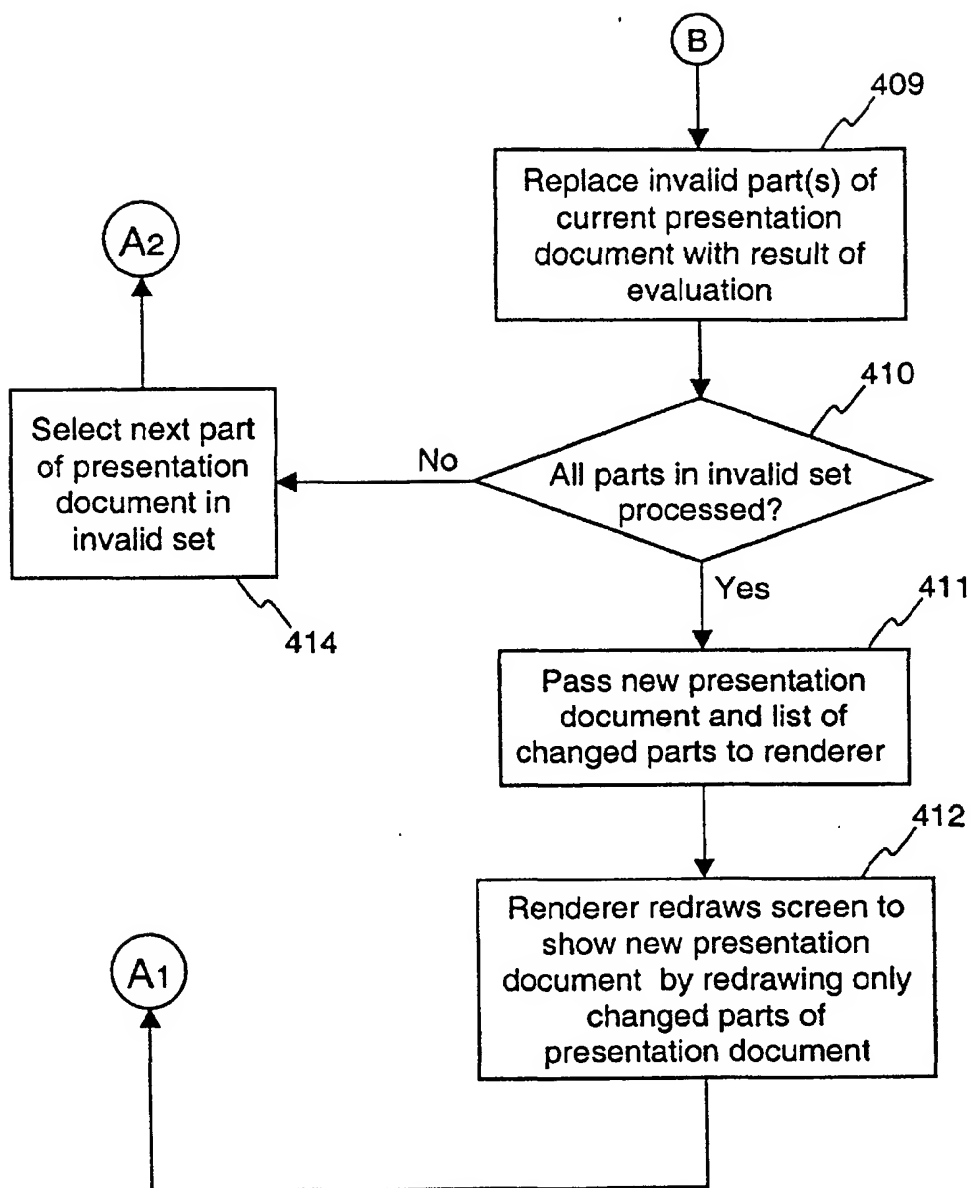 B
409
Replace invalid part(s) of
current presentation
document with result of
evaluation
A2
410
Select next part
of presentation
document in
invalid set
No
All parts in invalid set
processed?
414
Yes
411
Pass new presentation
document and list of
changed parts to renderer
412
Renderer redraws screen to
show new presentation
document by redrawing only
changed parts of
presentation document
A1